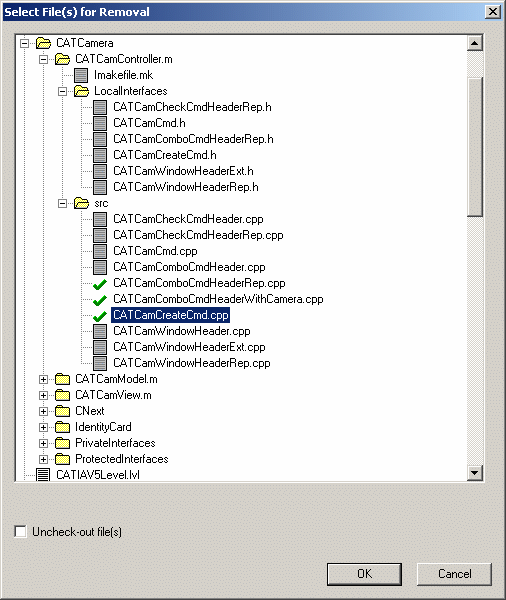 Select File(s) for Removal
CATCamera
CATCamController.m
Imakefile.mk
LocalInterfaces
CATCamCheckCmdHeaderRep.h
CATCamCmd.h
CATCamComboCmdHeaderRep.h
CATCamCreateCmd.h
CATCamWindowHeaderExt.h
CATCamWindowHeaderRep.h
src
CATCamCheckCmdHeader.cpp
CATCamCheckCmdHeaderRep.cpp
CATCamCmd.cpp
CATCamComboCmdHeader.cpp
CATCamComboCmdHeaderRep.cpp
CATCamComboCmdHeaderWithCamera.cpp
CATCamCreateCmd.cpp
CATCamWindowHeader.cpp
CATCamWindowHeaderExt.cpp
CATCamWindowHeaderRep.cpp
CATCamModel.m
CATCamView.m
CNext
IdentityCard
PrivateInterfaces
ProtectedInterfaces
CATIAV5Level.lvl
Uncheck-out file(s)
OK Cancel